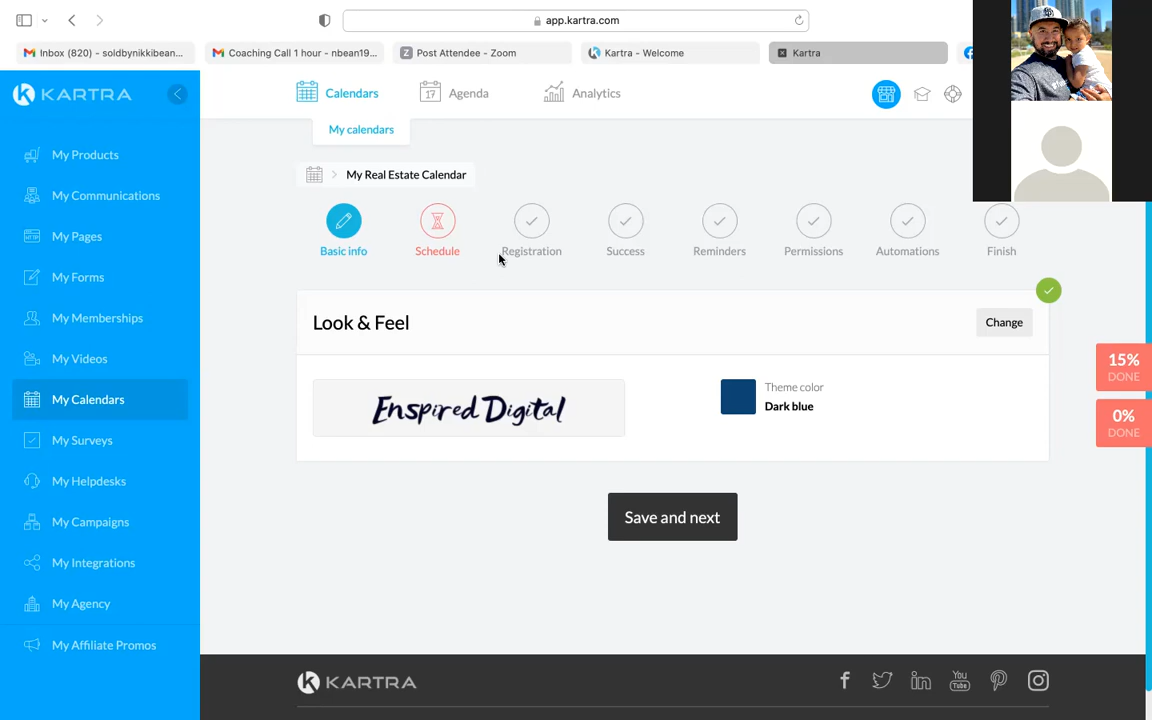 app.kartra.com
Inbox (820) - soldbynikkibean...
Coaching Call 1 hour - nbean19...
Post Attendee - Zoom
Kartra - Welcome
Kartra
KARTRA
Calendars
17
Agenda
Analytics
My calendars
My Real Estate Calendar
My Products
My Communications
My Pages
My Forms
My Memberships
My Videos
My Calendars
My Surveys
My Helpdesks
My Campaigns
My Integrations
My Agency
My Affiliate Promos
Basic info
Schedule
Registration
Success
Reminders
Permissions
Automations
Finish
Look & Feel
Change
Inspired Digital
Theme color
Dark blue
15%
DONE
0%
DONE
Save and next
KARTRA
You
Tube